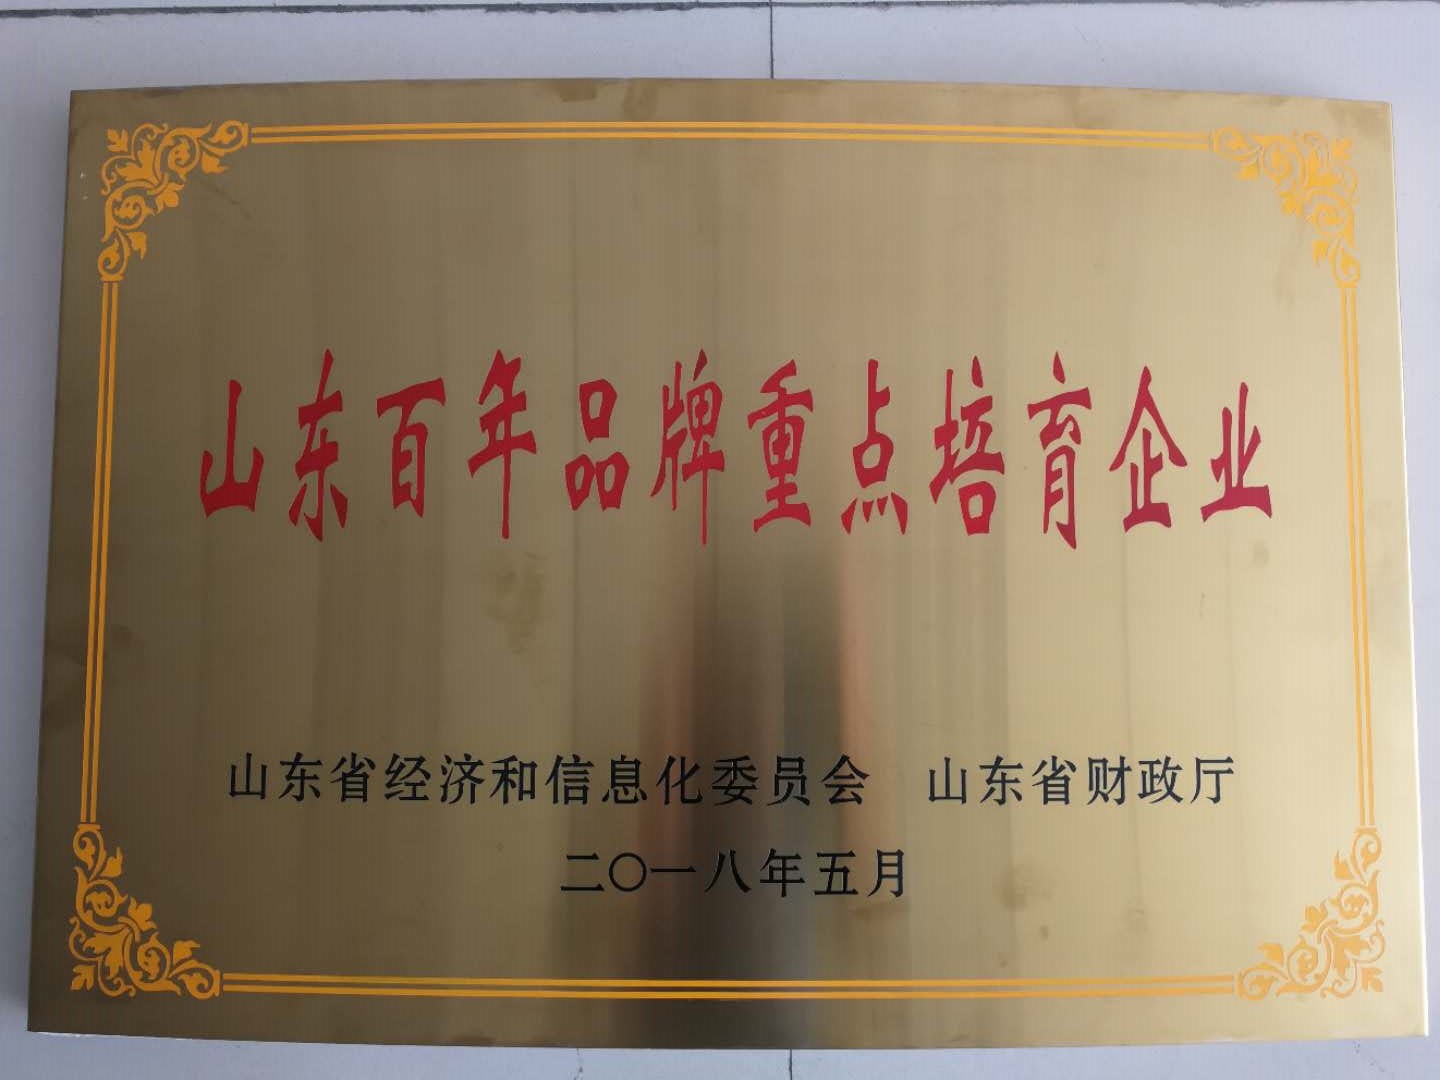 山东百年品牌重点培育企业
山东省经济和信息化委员会 山东省财政厅
二〇一八年五月